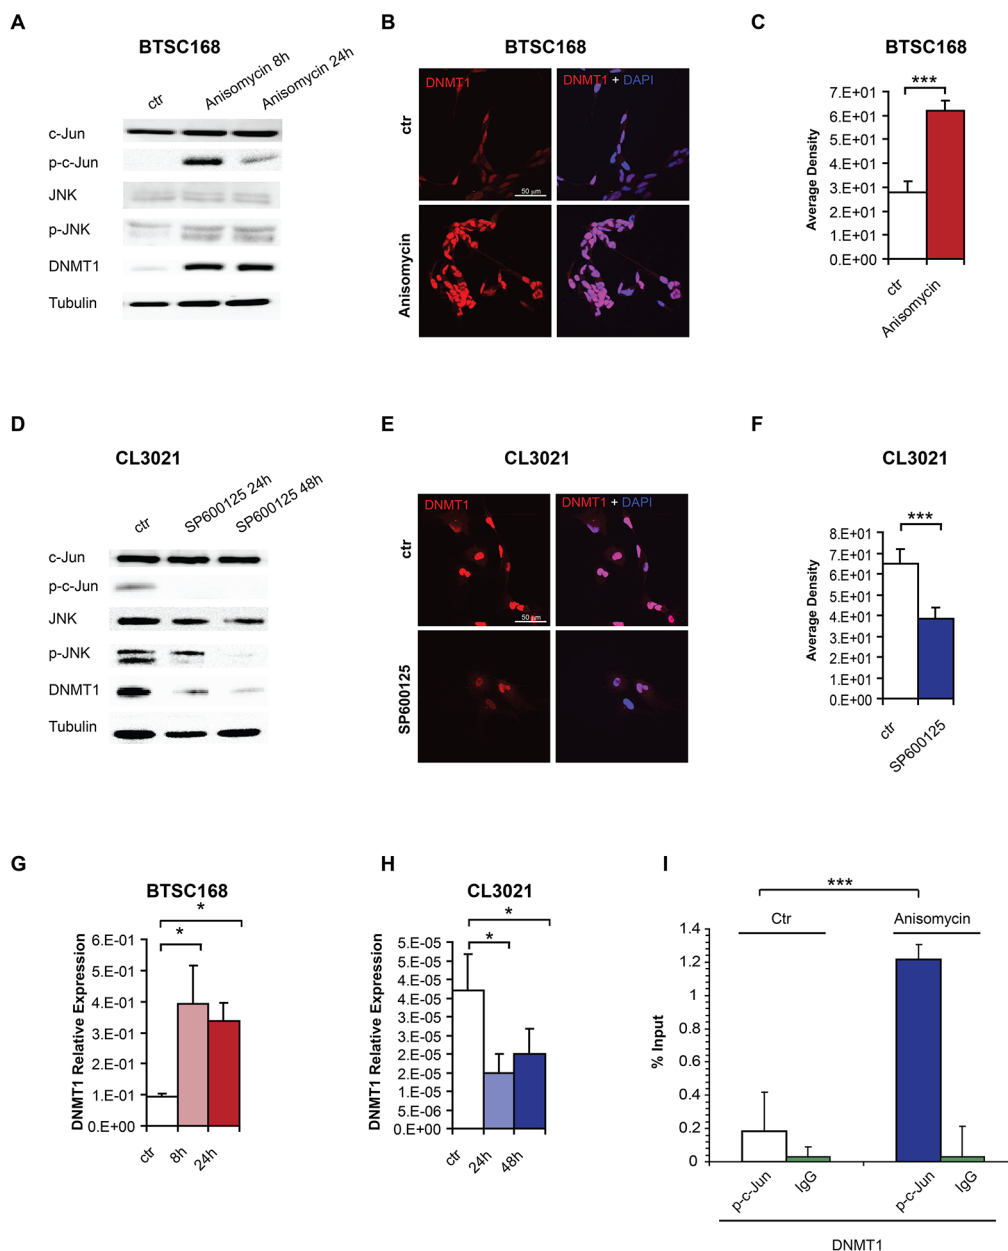 A
BTSC168
ctr
Anisomycin 8h
Anisomycin 24h
c-Jun
p-c-Jun
JNK
p-JNK
DNMT1
Tubulin
B
BTSC168
DNMT1
DNMT1 + DAPI
ctr
50 µm
Anisomycin
C
BTSC168
***
Average Density
7.E+01
6.E+01
5.E+01
4.E+01
3.E+01
2.E+01
1.E+01
0.E+00
ctr
Anisomycin
D
CL3021
ctr
SP600125 24h
SP600125 48h
c-Jun
p-c-Jun
JNK
p-JNK
DNMT1
Tubulin
E
CL3021
DNMT1
DNMT1 + DAPI
ctr
50 µm
SP600125
F
CL3021
***
Average Density
8.E+01
7.E+01
6.E+01
5.E+01
4.E+01
3.E+01
2.E+01
1.E+01
0.E+00
ctr
SP600125
G
BTSC168
*
*
DNMT1 Relative Expression
6.E-01
5.E-01
4.E-01
3.E-01
2.E-01
1.E-01
0.E+00
ctr
8h
24h
H
CL3021
*
*
DNMT1 Relative Expression
5.E-05
5.E-05
4.E-05
4.E-05
3.E-05
3.E-05
2.E-05
2.E-05
1.E-05
5.E-06
0.E+00
ctr
24h
48h
I
***
Ctr
Anisomycin
% Input
1.4
1.2
1
0.8
0.6
0.4
0.2
0
p-c-Jun
IgG
p-c-Jun
IgG
DNMT1